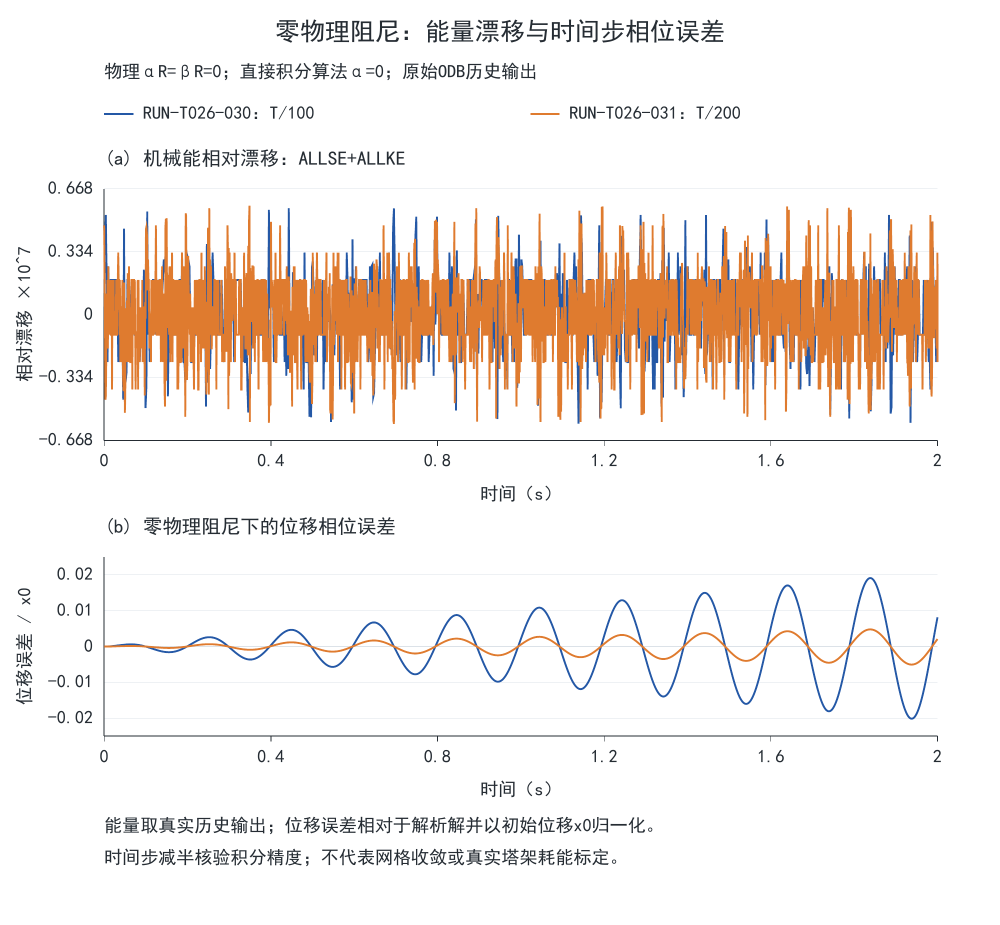 零物理阻尼：能量漂移与时间步相位误差
物理αR=βR=0；直接积分算法α=0；原始ODB历史输出
RUN-T026-030：T/100
RUN-T026-031：T/200
(a) 机械能相对漂移：ALLSE+ALLKE
相对漂移 ×10^7
0.668
0.334
0
-0.334
-0.668
0 0.4 0.8 1.2 1.6 2
时间（s）
(b) 零物理阻尼下的位移相位误差
位移误差 / x0
0.02
0.01
0
-0.01
-0.02
0 0.4 0.8 1.2 1.6 2
时间（s）
能量取真实历史输出；位移误差相对于解析解并以初始位移x0归一化。
时间步减半核验积分精度；不代表网格收敛或真实塔架耗能标定。